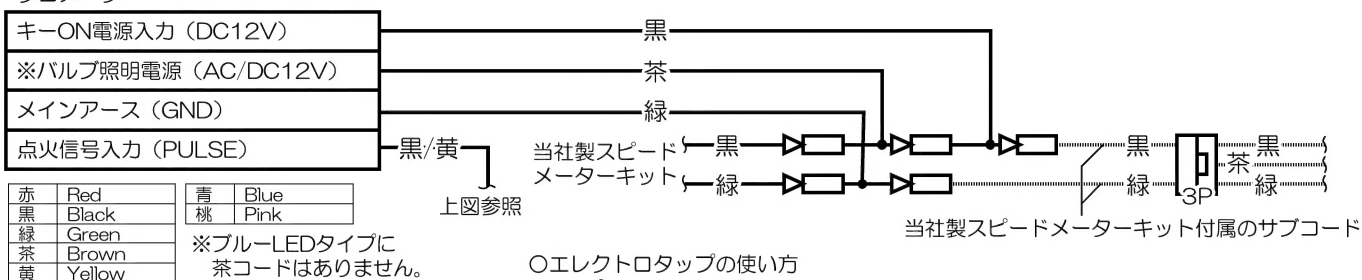 キーON電源入力（DC12V）
黒
※バルブ照明電源（AC/DC12V）
茶
メインアース（GND）
緑
点火信号入力（PULSE）
黒/黄
上図参照
当社製スピード
メーターキット
黒
緑
黒
緑
3P
黒
茶
緑
当社製スピードメーターキット付属のサブコード
赤 Red
黒 Black
緑 Green
茶 Brown
黄 Yellow
青 Blue
桃 Pink
※ブルーLEDタイプに
茶コードはありません。
○エレクトロタップの使い方